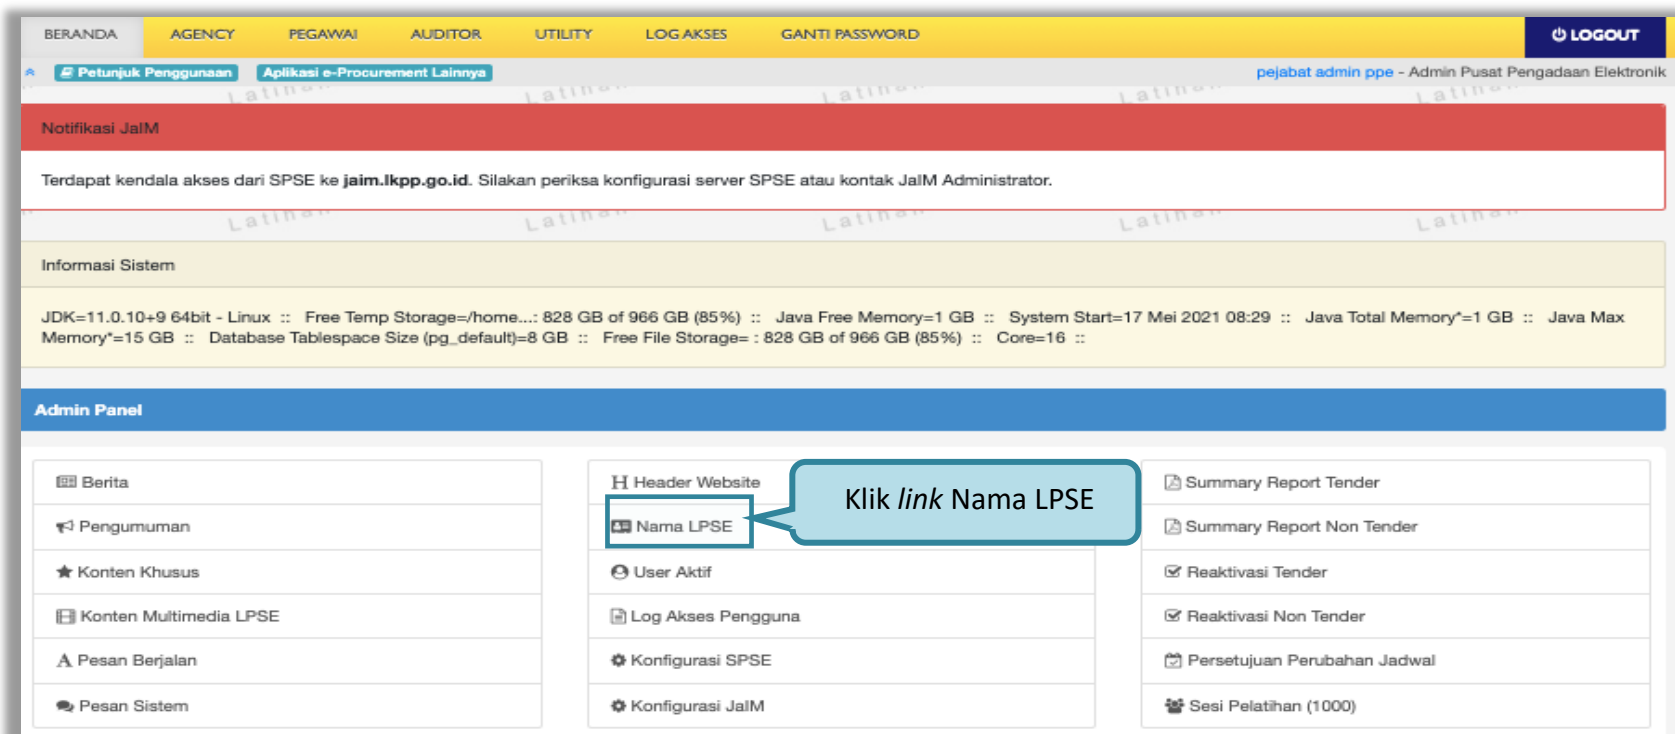 BERANDA AGENCY PEGAWAI AUDITOR UTILITY LOG AKSES GANTI PASSWORD LOGOUT
Petunjuk Penggunaan Aplikasi e-Procurement Lainnya pejabat admin ppe - Admin Pusat Pengadaan Elektronik
Notifikasi JaIM
Terdapat kendala akses dari SPSE ke jaim.lkpp.go.id. Silakan periksa konfigurasi server SPSE atau kontak JaIM Administrator.
Latihan Latihan Latihan Latihan Latihan
Informasi Sistem
JDK=11.0.10+9 64bit - Linux :: Free Temp Storage=/home...: 828 GB of 966 GB (85%) :: Java Free Memory=1 GB :: System Start=17 Mei 2021 08:29 :: Java Total Memory*=1 GB :: Java Max
Memory*=15 GB :: Database Tablespace Size (pg_default)=8 GB :: Free File Storage= : 828 GB of 966 GB (85%) :: Core=16 ::
Admin Panel
Berita
Pengumuman
Konten Khusus
Konten Multimedia LPSE
Pesan Berjalan
Pesan Sistem
Header Website
Nama LPSE
User Aktif
Log Akses Pengguna
Konfigurasi SPSE
Konfigurasi JaIM
Klik link Nama LPSE
Summary Report Tender
Summary Report Non Tender
Reaktivasi Tender
Reaktivasi Non Tender
Persetujuan Perubahan Jadwal
Sesi Pelatihan (1000)